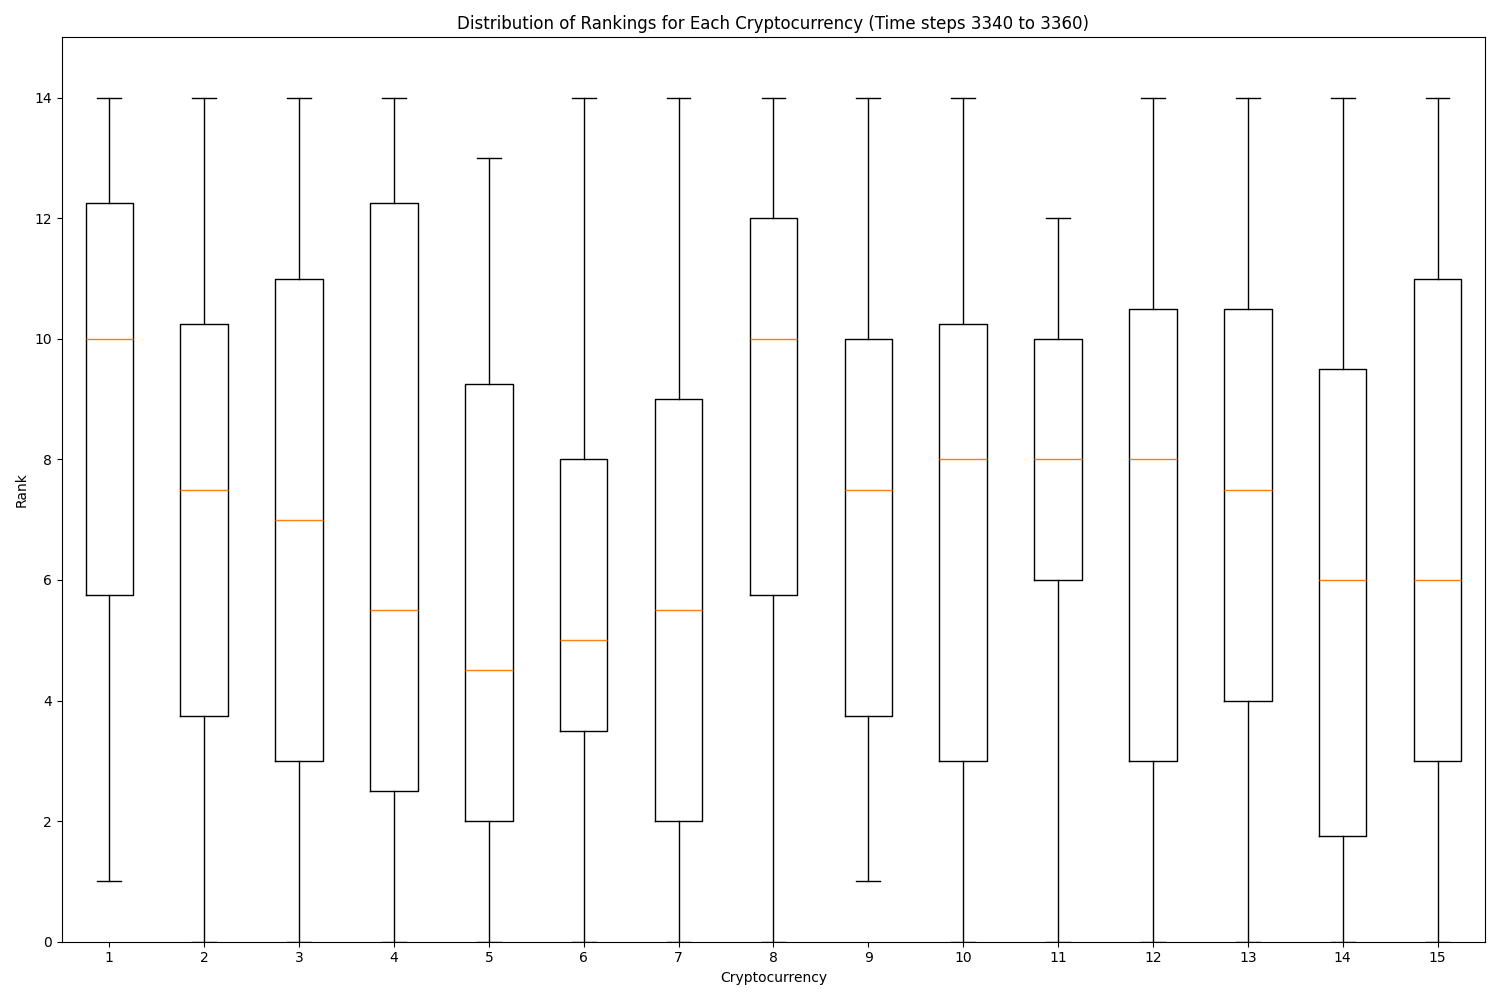 Distribution of Rankings for Each Cryptocurrency (Time steps 3340 to 3360)
Rank
14
12
10
8
6
4
2
0
1 2 3 4 5 6 7 8 9 10 11 12 13 14 15
Cryptocurrency